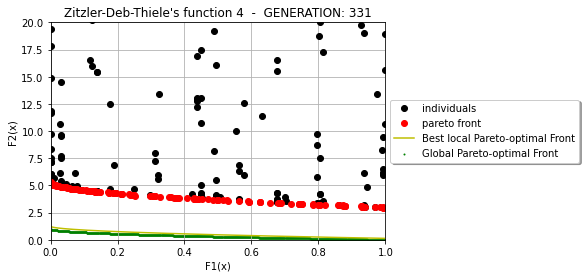 Zitzler-Deb-Thiele's function 4 - GENERATION: 331
20.0
17.5
15.0
12.5
10.0
7.5
5.0
2.5
0.0
F2(x)
0.0 0.2 0.4 0.6 0.8 1.0
F1(x)
individuals
pareto front
Best local Pareto-optimal Front
Global Pareto-optimal Front